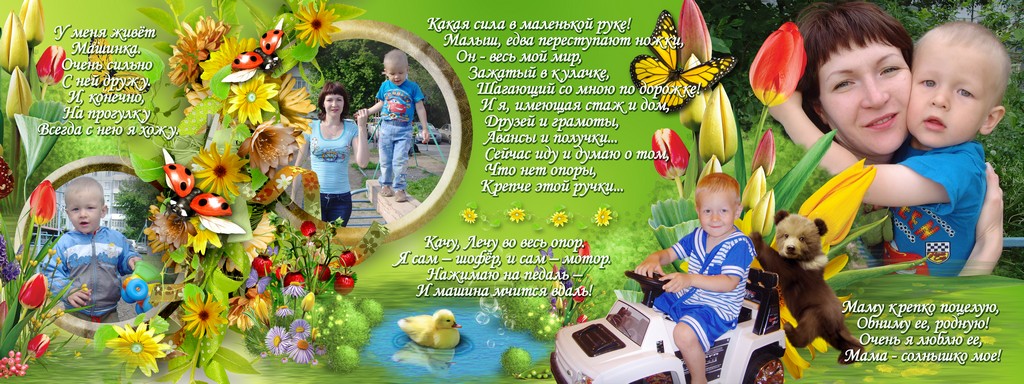 У меня живёт
Машинка.
Очень сильно
С ней дружу.
И, конечно,
На прогулку
Всегда с нею я хожу.
Какая сила в маленькой руке!
Малыш, едва переступают ножки,
Он - весь мой мир,
Зажатый в кулачке,
Шагающий со мною по дорожке!
И я, имеющая стаж и дом,
Друзей и грамоты,
Авансы и получки...
Сейчас иду и думаю о том,
Что нет опоры,
Крепче этой ручки...
Качу, Лечу во весь опор.
Я сам – шофёр, и сам – мотор.
Нажимаю на педаль –
И машина мчится вдаль!
Маму крепко поцелую,
Обниму ее, родную!
Очень я люблю ее,
Мама - солнышко мое!